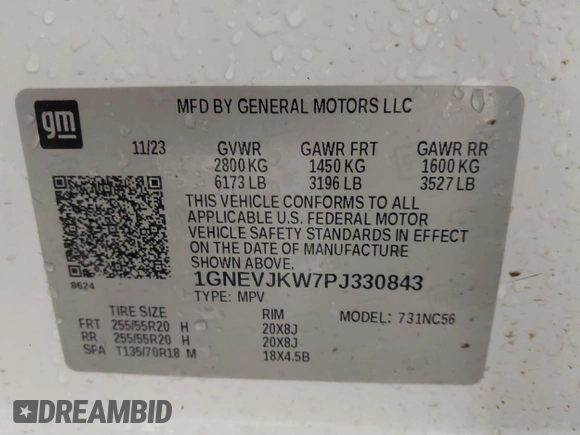 gm
MFD BY GENERAL MOTORS LLC
11/23 GVWR GAWR FRT GAWR RR
2800 KG 1450 KG 1600 KG
6173 LB 3196 LB 3527 LB
THIS VEHICLE CONFORMS TO ALL
APPLICABLE U.S. FEDERAL MOTOR
VEHICLE SAFETY STANDARDS IN EFFECT
ON THE DATE OF MANUFACTURE
SHOWN ABOVE.
8624
1GNEVJKW7PJ330843
TYPE: MPV
TIRE SIZE RIM MODEL: 731NC56
FRT 255/55R20 H 20X8J
RR 255/55R20 H 20X8J
SPA T135/70R18 M 18X4.5B
DREAMBID